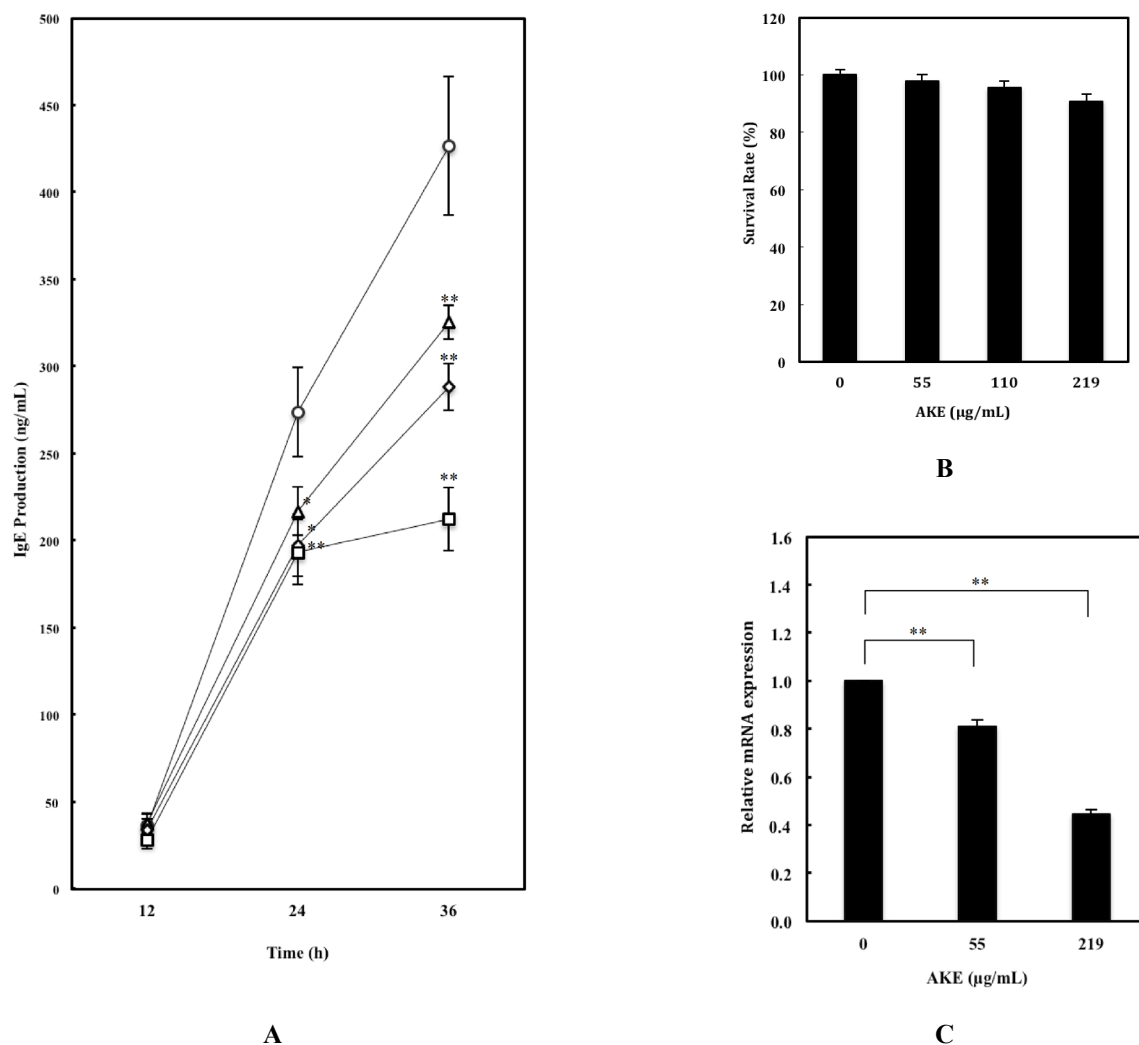 500
450
400
350
300
250
200
150
100
50
0
IgE Production (ng/mL)
**
**
**
*
*
**
12 24 36
Time (h)
A
120
100
80
60
40
20
0
Survival Rate (%)
0 55 110 219
AKE (µg/mL)
B
1.6
1.4
1.2
1.0
0.8
0.6
0.4
0.2
0.0
Relative mRNA expression
**
**
0 55 219
AKE (µg/mL)
C